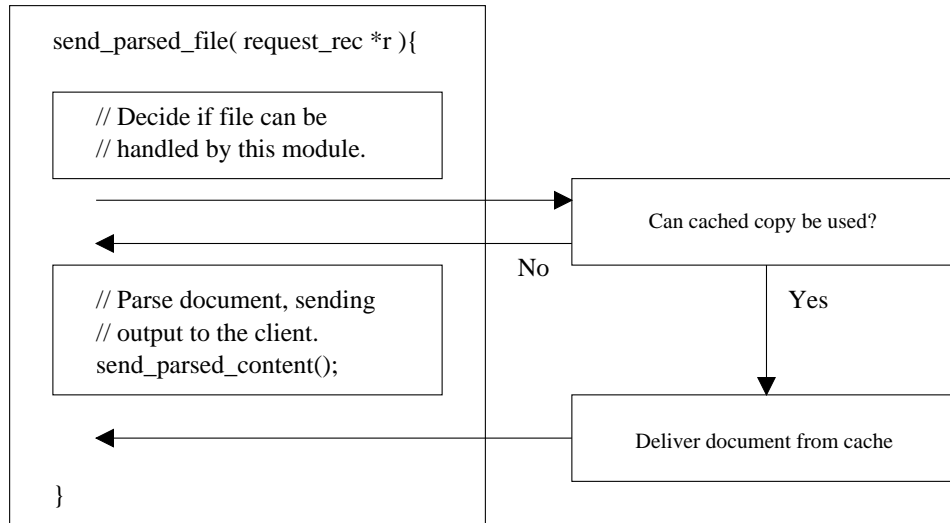 send_parsed_file( request_rec *r ){
// Decide if file can be
// handled by this module.
Can cached copy be used?
No
Yes
// Parse document, sending
// output to the client.
send_parsed_content();
Deliver document from cache
}